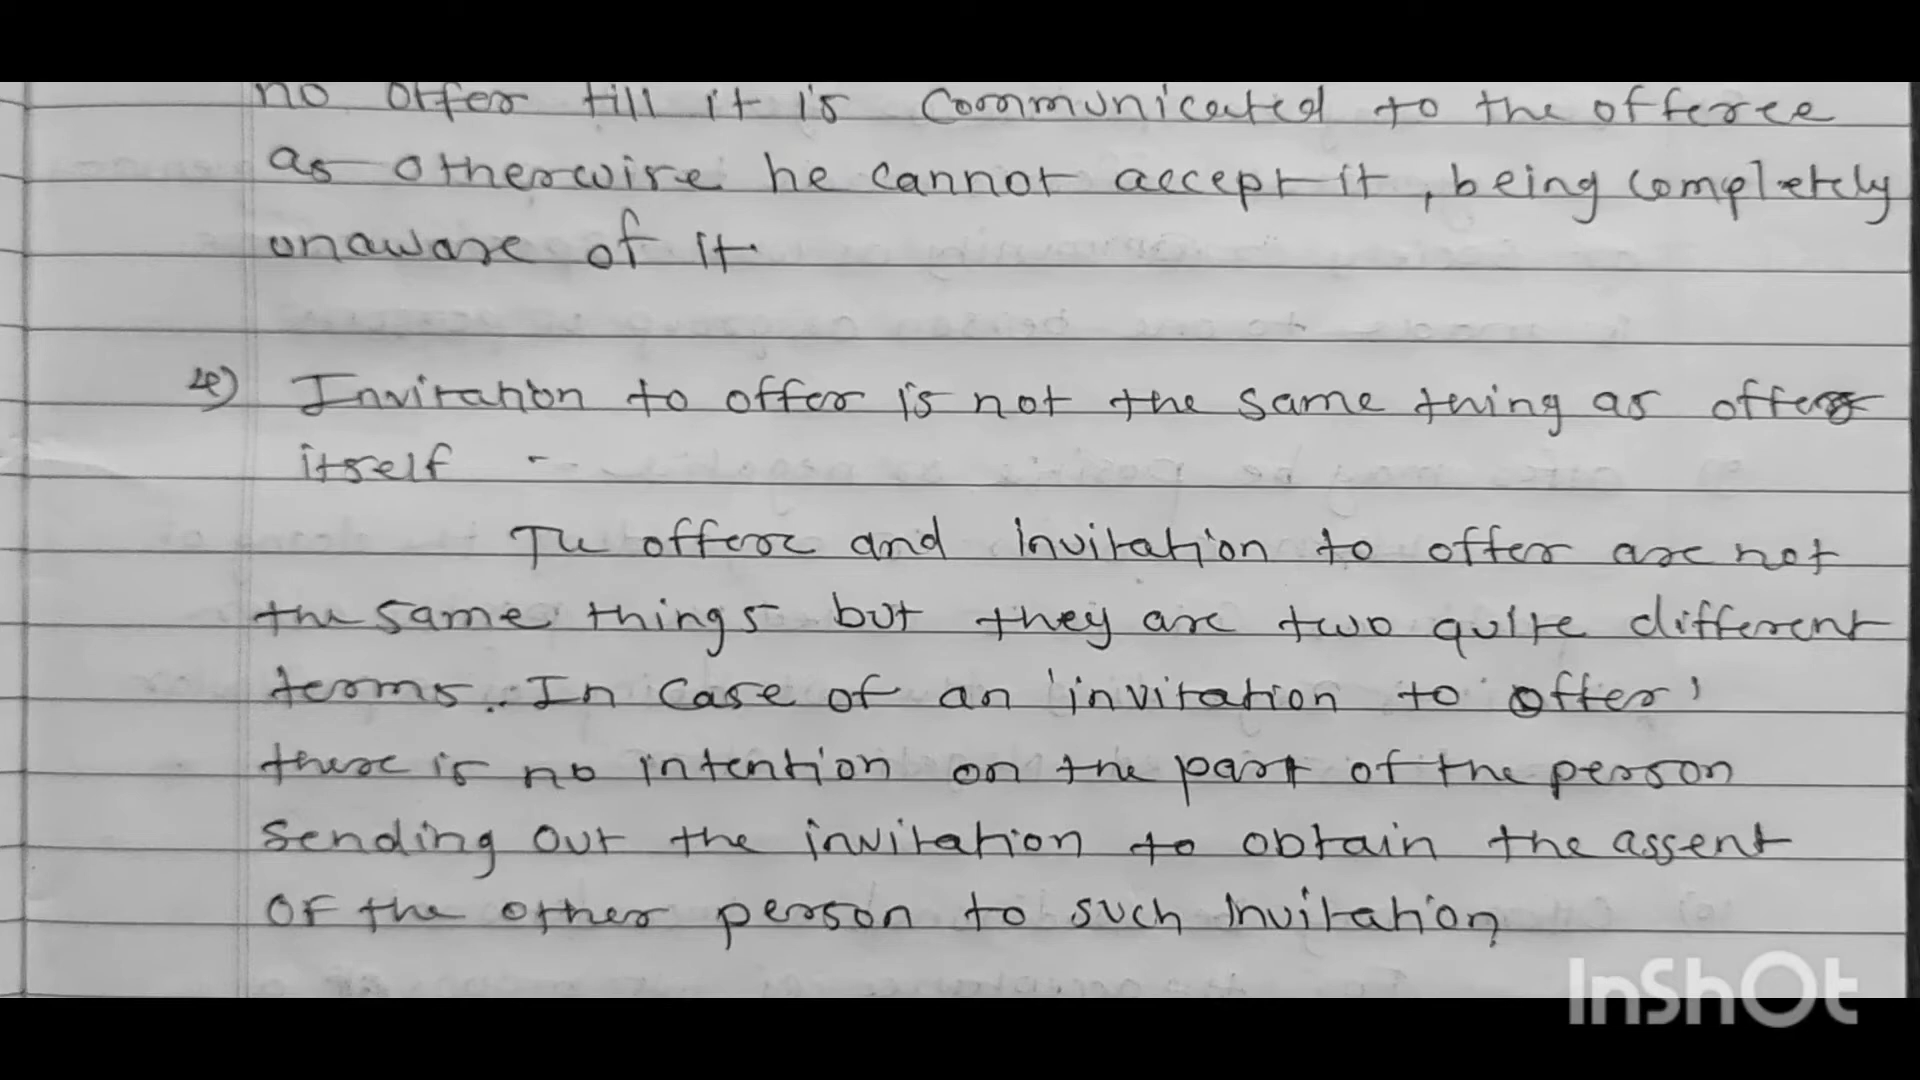 no offer till it is communicated to the offeree
as otherwise he cannot accept it, being completely
unaware of it.
4) Invitation to offer is not the same thing as offer
itself -
The offer and invitation to offer are not
the same things but they are two quite different
terms. In case of an 'invitation to offer'
there is no intention on the part of the person
sending out the invitation to obtain the assent
of the other person to such invitation,
InShOt